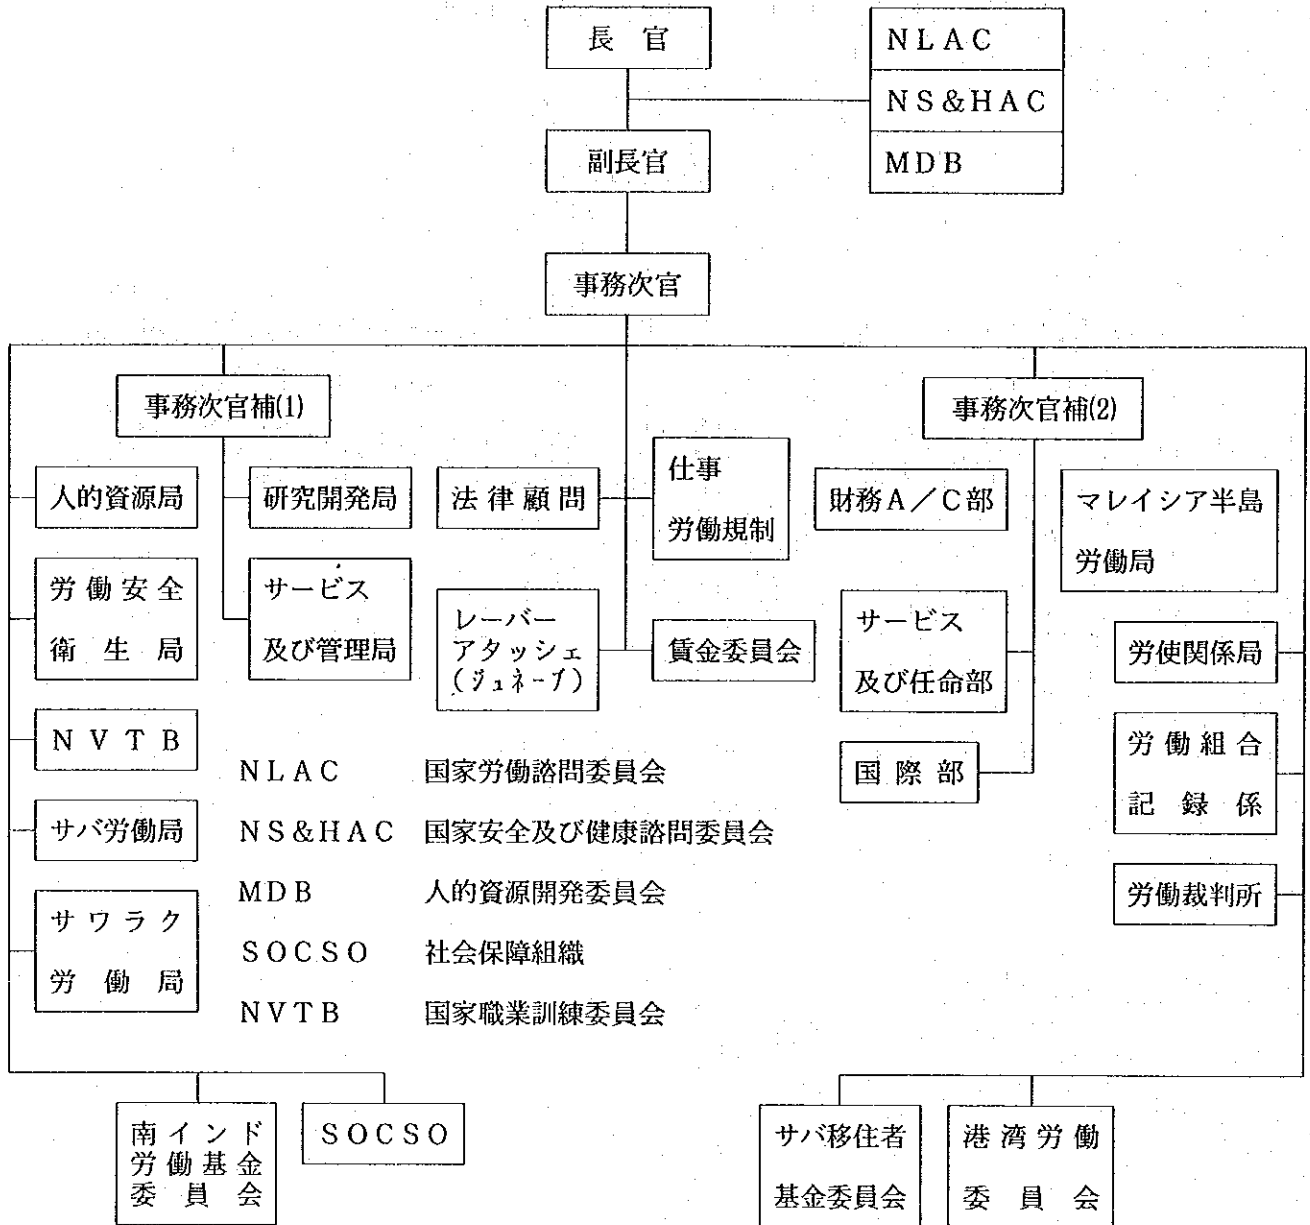 長官
NLAC
NS&HAC
MDB
副長官
事務次官
事務次官補(1)
事務次官補(2)
人的資源局
研究開発局
法律顧問
仕事
労働規制
財務A/C部
マレイシア半島
労働局
労働安全
衛生局
サービス
及び管理局
レーバー
アタッシェ
(ジュネーブ)
賃金委員会
サービス
及び任命部
労使関係局
NVTB
国際部
労働組合
記録係
サバ労働局
サワラク
労働局
労働裁判所
NLAC 国家労働諮問委員会
NS&HAC 国家安全及び健康諮問委員会
MDB 人的資源開発委員会
SOCSO 社会保障組織
NVTB 国家職業訓練委員会
南インド
労働基金
委員会
SOCSO
サバ移住者
基金委員会
港湾労働
委員会